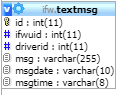 ifw.textmsg
id : int(11)
ifwuid : int(11)
driverid : int(11)
msg : varchar(255)
msgdate : varchar(10)
msgtime : varchar(8)